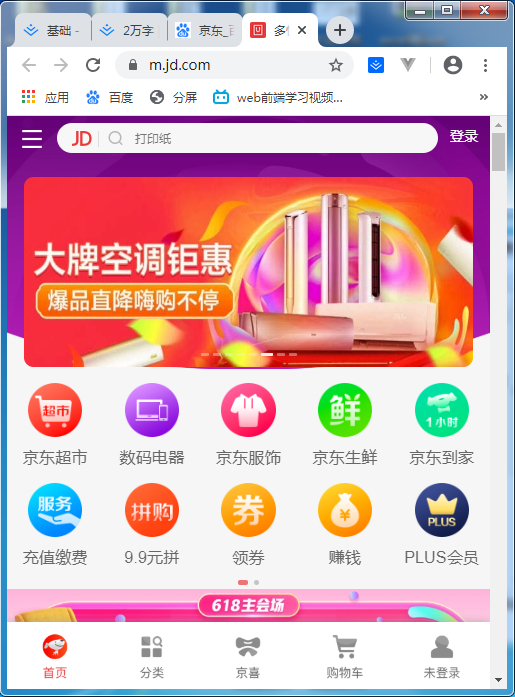 基础 -
2万字
京东_百
多快
m.jd.com
应用
百度
分屏
web前端学习视频...
»
JD
打印纸
登录
大牌空调钜惠
爆品直降嗨购不停
超市
鲜
1小时
京东超市
数码电器
京东服饰
京东生鲜
京东到家
服务
拼购
券
¥
PLUS
充值缴费
9.9元拼
领券
赚钱
PLUS会员
618主会场
首页
分类
京喜
购物车
未登录